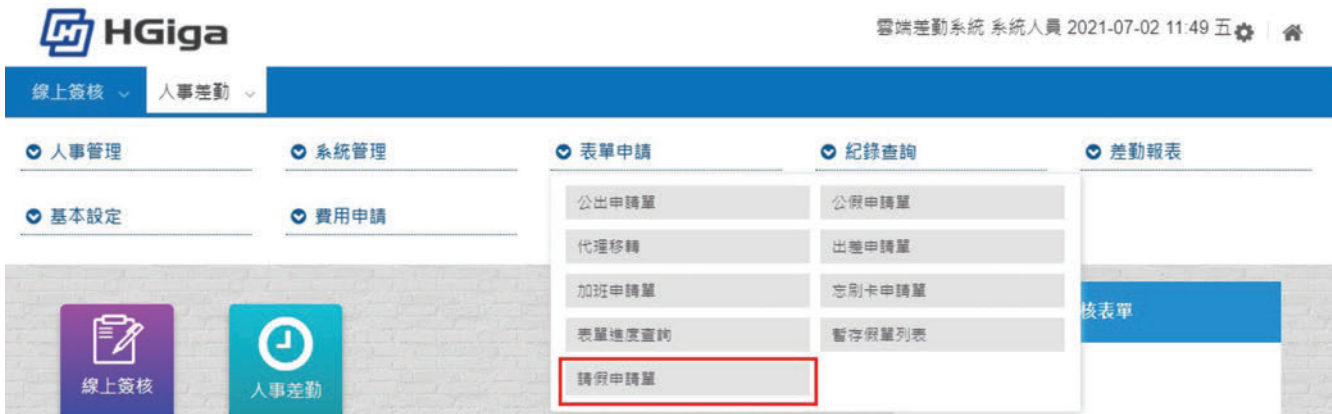 HGiga
雲端差勤系統 系統人員 2021-07-02 11:49 五
線上簽核 人事差勤
人事管理 系統管理 表單申請 紀錄查詢 差勤報表
基本設定 費用申請
公出申請單 公假申請單
代理移轉 出差申請單
加班申請單 忘刷卡申請單
表單進度查詢 暫存假單列表
請假申請單
核表單
線上簽核 人事差勤